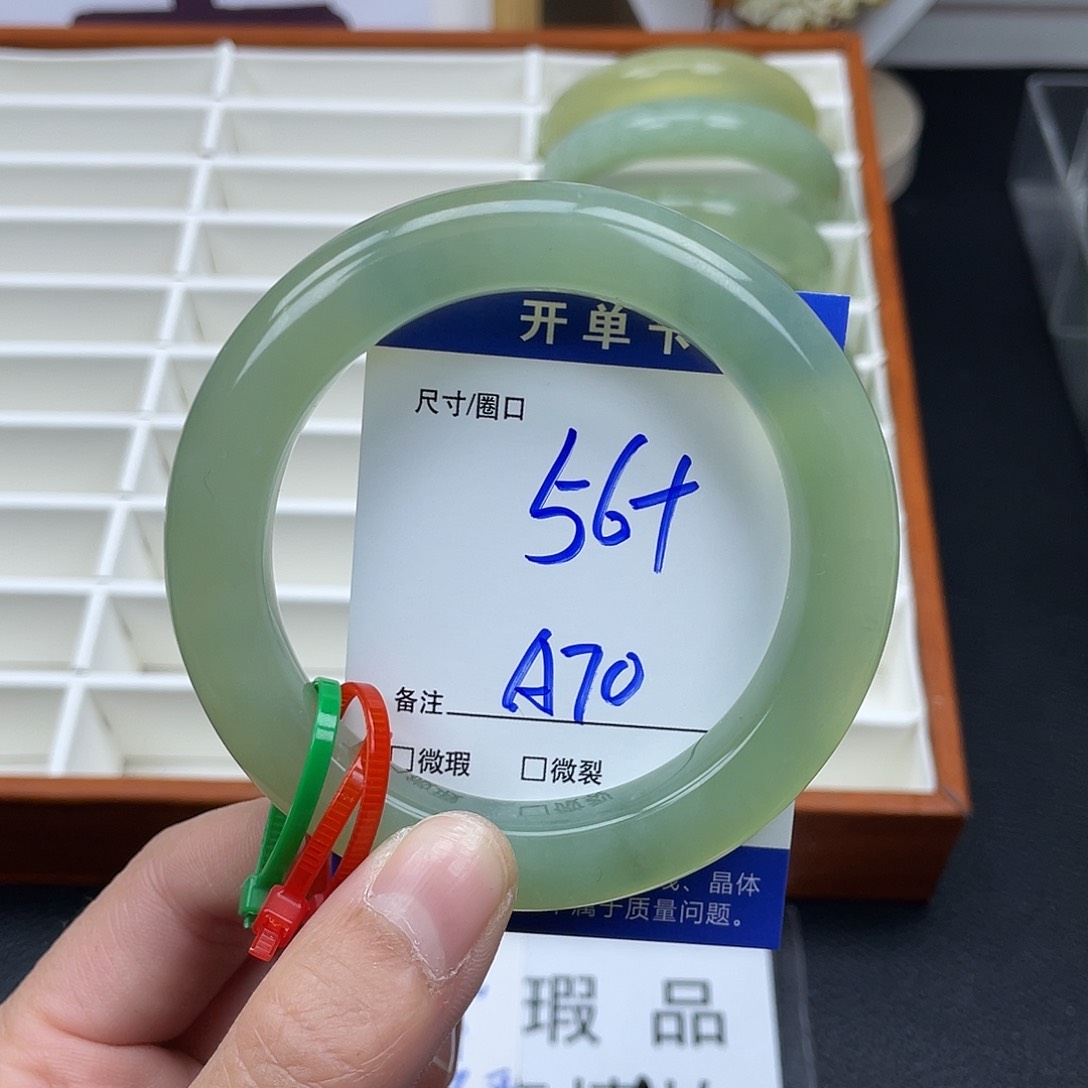 开单卡
尺寸/圈口
56+
备注 A70
□微瑕 □微裂
、晶体
属于质量问题。
瑕 品